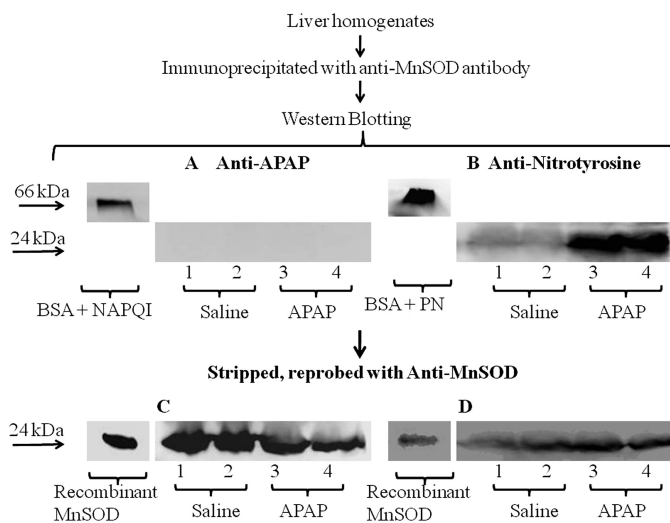 Liver homogenates
Immunoprecipitated with anti-MnSOD antibody
Western Blotting
A Anti-APAP
B Anti-Nitrotyrosine
66 kDa
24 kDa
1 2 3 4
1 2 3 4
BSA + NAPQI
Saline
APAP
BSA + PN
Saline
APAP
Stripped, reprobed with Anti-MnSOD
C
D
24 kDa
1 2 3 4
1 2 3 4
Recombinant
MnSOD
Saline
APAP
Recombinant
MnSOD
Saline
APAP